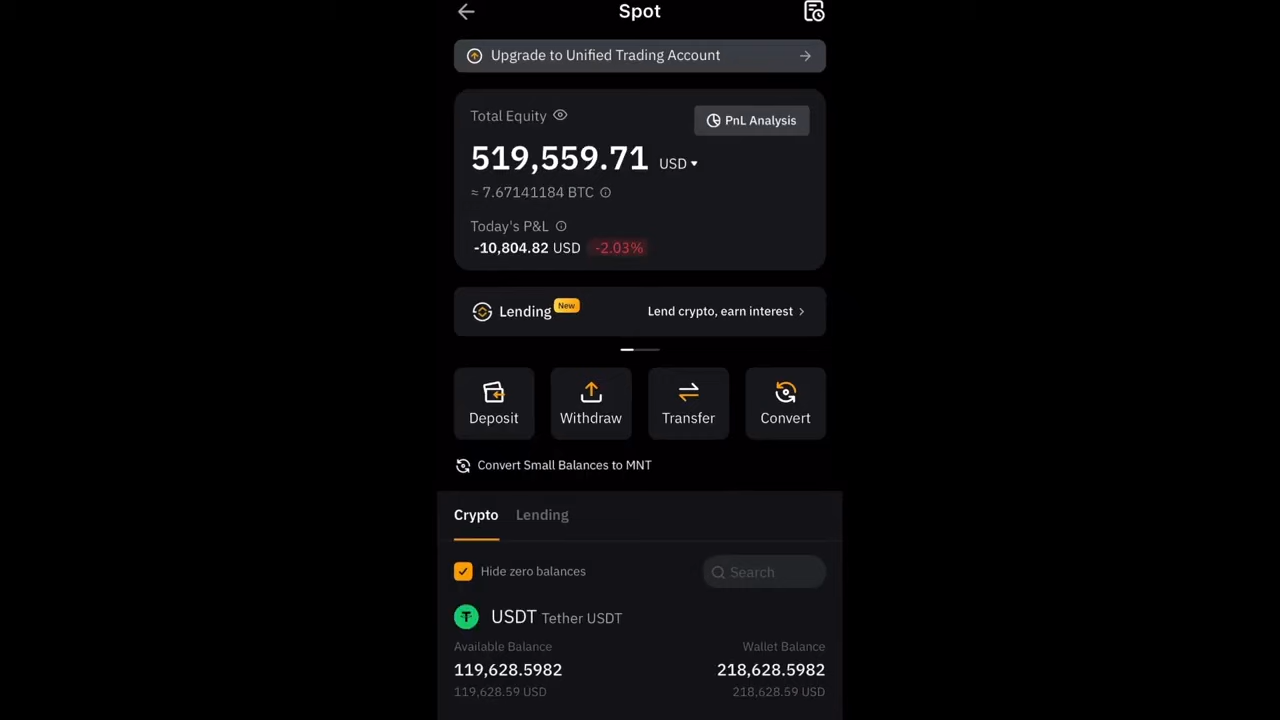 Spot
Upgrade to Unified Trading Account
Total Equity
PnL Analysis
519,559.71 USD
≈ 7.67141184 BTC
Today's P&L
-10,804.82 USD -2.03%
Lending New Lend crypto, earn interest
Deposit Withdraw Transfer Convert
Convert Small Balances to MNT
Crypto Lending
Hide zero balances Search
USDT Tether USDT
Available Balance Wallet Balance
119,628.5982 218,628.5982
119,628.59 USD 218,628.59 USD